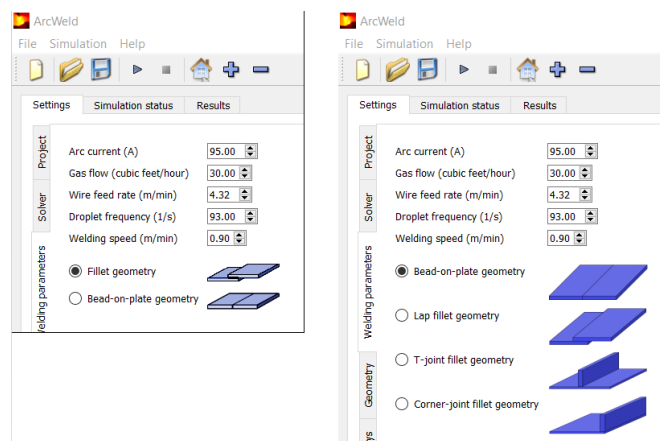 ArcWeld
File Simulation Help
Settings Simulation status Results
Project
Solver
Welding parameters
Arc current (A) 95.00
Gas flow (cubic feet/hour) 30.00
Wire feed rate (m/min) 4.32
Droplet frequency (1/s) 93.00
Welding speed (m/min) 0.90
Fillet geometry
Bead-on-plate geometry
ArcWeld
File Simulation Help
Settings Simulation status Results
Project
Solver
Welding parameters
Geometry
Arc current (A) 95.00
Gas flow (cubic feet/hour) 30.00
Wire feed rate (m/min) 4.32
Droplet frequency (1/s) 93.00
Welding speed (m/min) 0.90
Bead-on-plate geometry
Lap fillet geometry
T-joint fillet geometry
Corner-joint fillet geometry